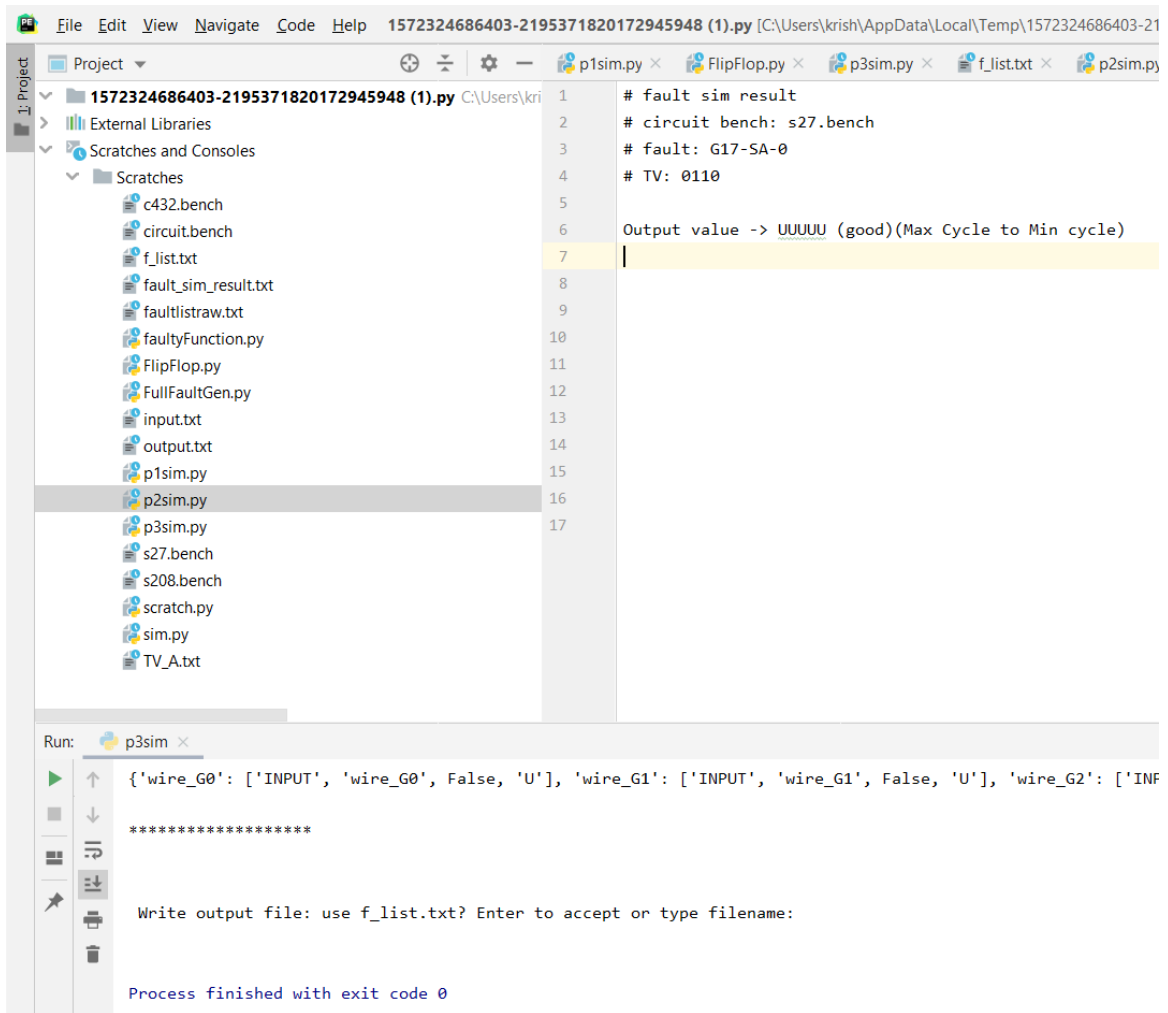 File Edit View Navigate Code Help 1572324686403-2195371820172945948 (1).py [C:\Users\krish\AppData\Local\Temp\1572324686403-21
1: Project
Project
p1sim.py FlipFlop.py p3sim.py f_list.txt p2sim.py
1572324686403-2195371820172945948 (1).py C:\Users\kri
External Libraries
Scratches and Consoles
Scratches
c432.bench
circuit.bench
f_list.txt
fault_sim_result.txt
faultlistraw.txt
faultyFunction.py
FlipFlop.py
FullFaultGen.py
input.txt
output.txt
p1sim.py
p2sim.py
p3sim.py
s27.bench
s208.bench
scratch.py
sim.py
TV_A.txt
1 # fault sim result
2 # circuit bench: s27.bench
3 # fault: G17-SA-0
4 # TV: 0110
5
6 Output value -> UUUUU (good)(Max Cycle to Min cycle)
7
8
9
10
11
12
13
14
15
16
17
Run: p3sim
{'wire_G0': ['INPUT', 'wire_G0', False, 'U'], 'wire_G1': ['INPUT', 'wire_G1', False, 'U'], 'wire_G2': ['INP
*******************
Write output file: use f_list.txt? Enter to accept or type filename:
Process finished with exit code 0